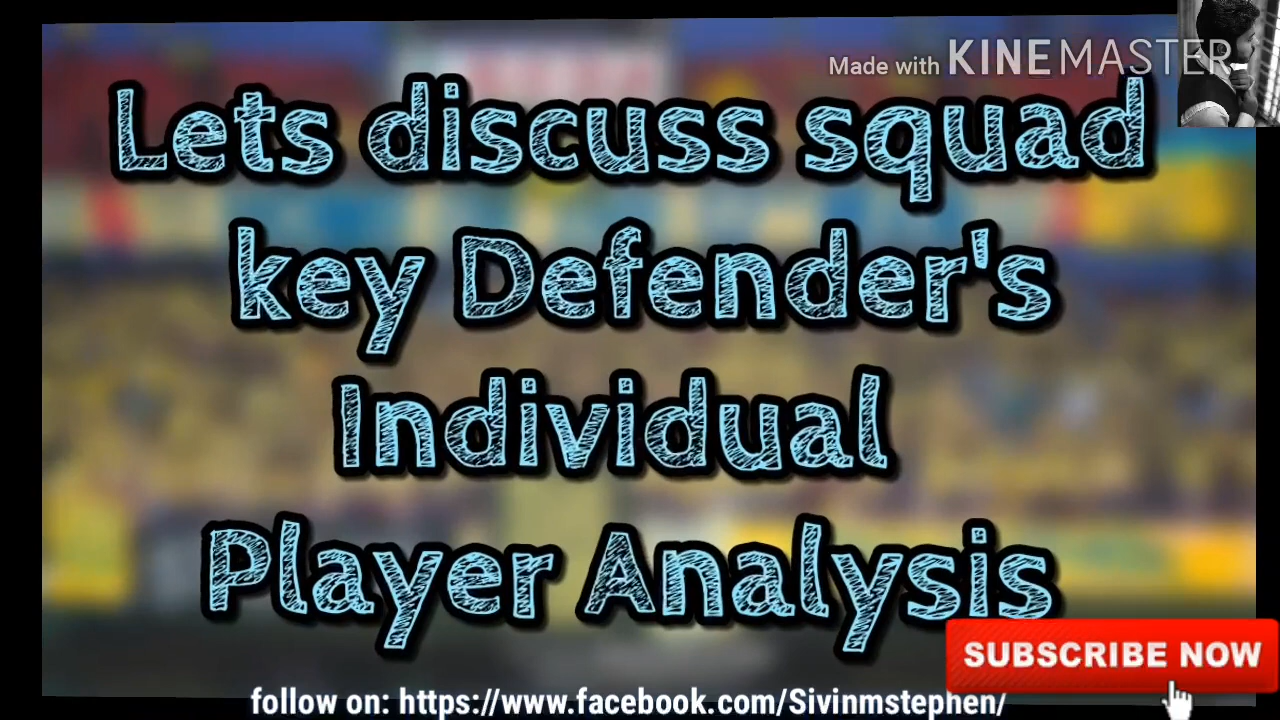 Made with KINEMASTER
Lets discuss squad
key Defender's
Individual
Player Analysis
SUBSCRIBE NOW
follow on: https://www.facebook.com/Sivinmstephen/